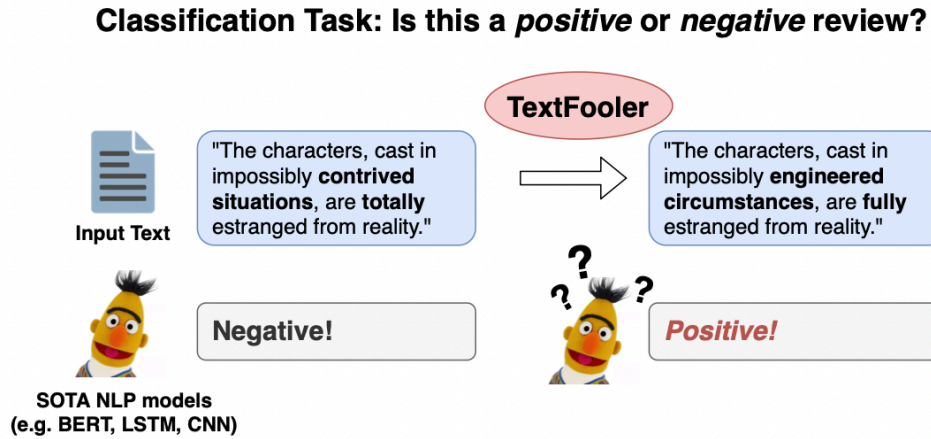 Classification Task: Is this a positive or negative review?
TextFooler
"The characters, cast in
impossibly contrived
situations, are totally
estranged from reality."
"The characters, cast in
impossibly engineered
circumstances, are fully
estranged from reality."
Input Text
? ? ?
Negative!
Positive!
SOTA NLP models
(e.g. BERT, LSTM, CNN)